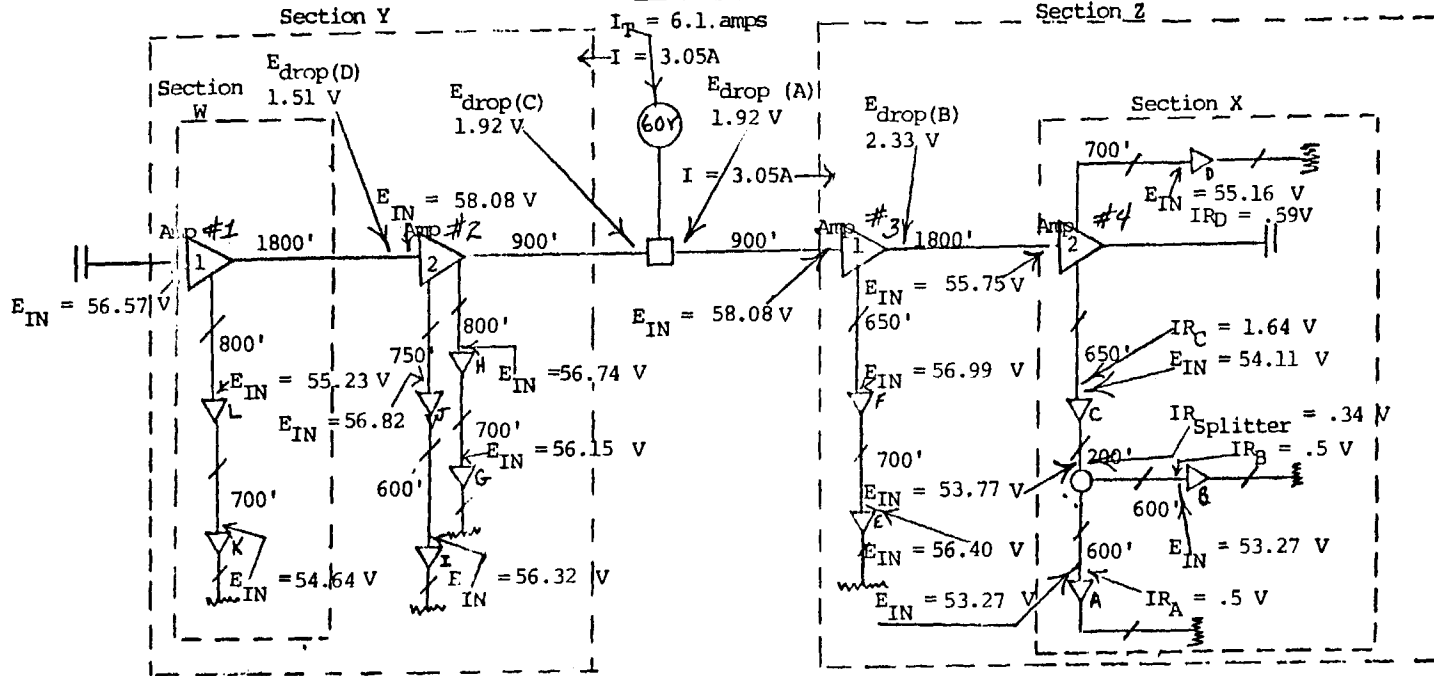 Section Y
I_T = 6.1.amps
Section Z
I = 3.05A
E_drop(D)
1.51 V
Section
W
E_drop(C)
1.92 V
60V
E_drop (A)
1.92 V
E_drop(B)
2.33 V
Section X
I = 3.05A
700'
D
E_IN = 55.16 V
IR_D = .59V
E_IN = 58.08 V
Amp #1
1
1800'
Amp #2
2
900'
900'
Amp #3
1
1800'
Amp #4
2
E_IN = 56.57 V
E_IN = 58.08 V
E_IN = 55.75 V
800'
750'
800'
650'
650'
IR_C = 1.64 V
E_IN = 54.11 V
H
E_IN = 56.74 V
E_IN = 56.99 V
E_IN = 55.23 V
L
E_IN = 56.82
J
F
C
IR_Splitter = .34 V
IR_B = .5 V
700'
E_IN = 56.15 V
G
700'
200'
E_IN = 53.77 V
B
600'
700'
600'
E_IN = 53.27 V
K
E_IN = 54.64 V
I
E_IN = 56.32 V
E
E_IN = 56.40 V
600'
E_IN = 53.27 V
A
IR_A = .5 V